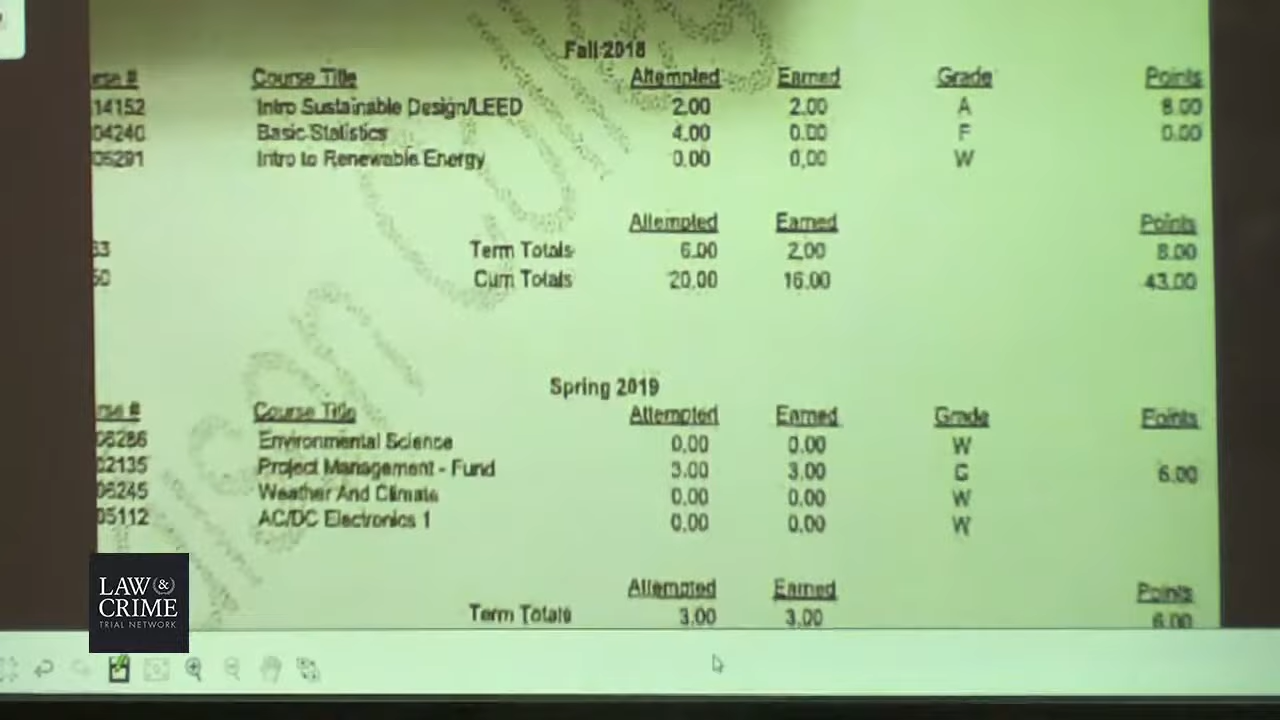 Fall 2018
rse # Course Title Attempted Earned Grade Points
14152 Intro Sustainable Design/LEED 2.00 2.00 A 8.00
04240 Basic Statistics 4.00 0.00 F 0.00
06291 Intro to Renewable Energy 0.00 0.00 W
Attempted Earned Points
63 Term Totals 6.00 2.00 8.00
50 Cum Totals 20.00 16.00 43.00
Spring 2019
rse # Course Title Attempted Earned Grade Points
06286 Environmental Science 0.00 0.00 W
02135 Project Management - Fund 3.00 3.00 C 6.00
06245 Weather And Climate 0.00 0.00 W
05112 AC/DC Electronics 1 0.00 0.00 W
Attempted Earned Points
Term Totals 3.00 3.00 6.00
LAW &
CRIME
TRIAL NETWORK